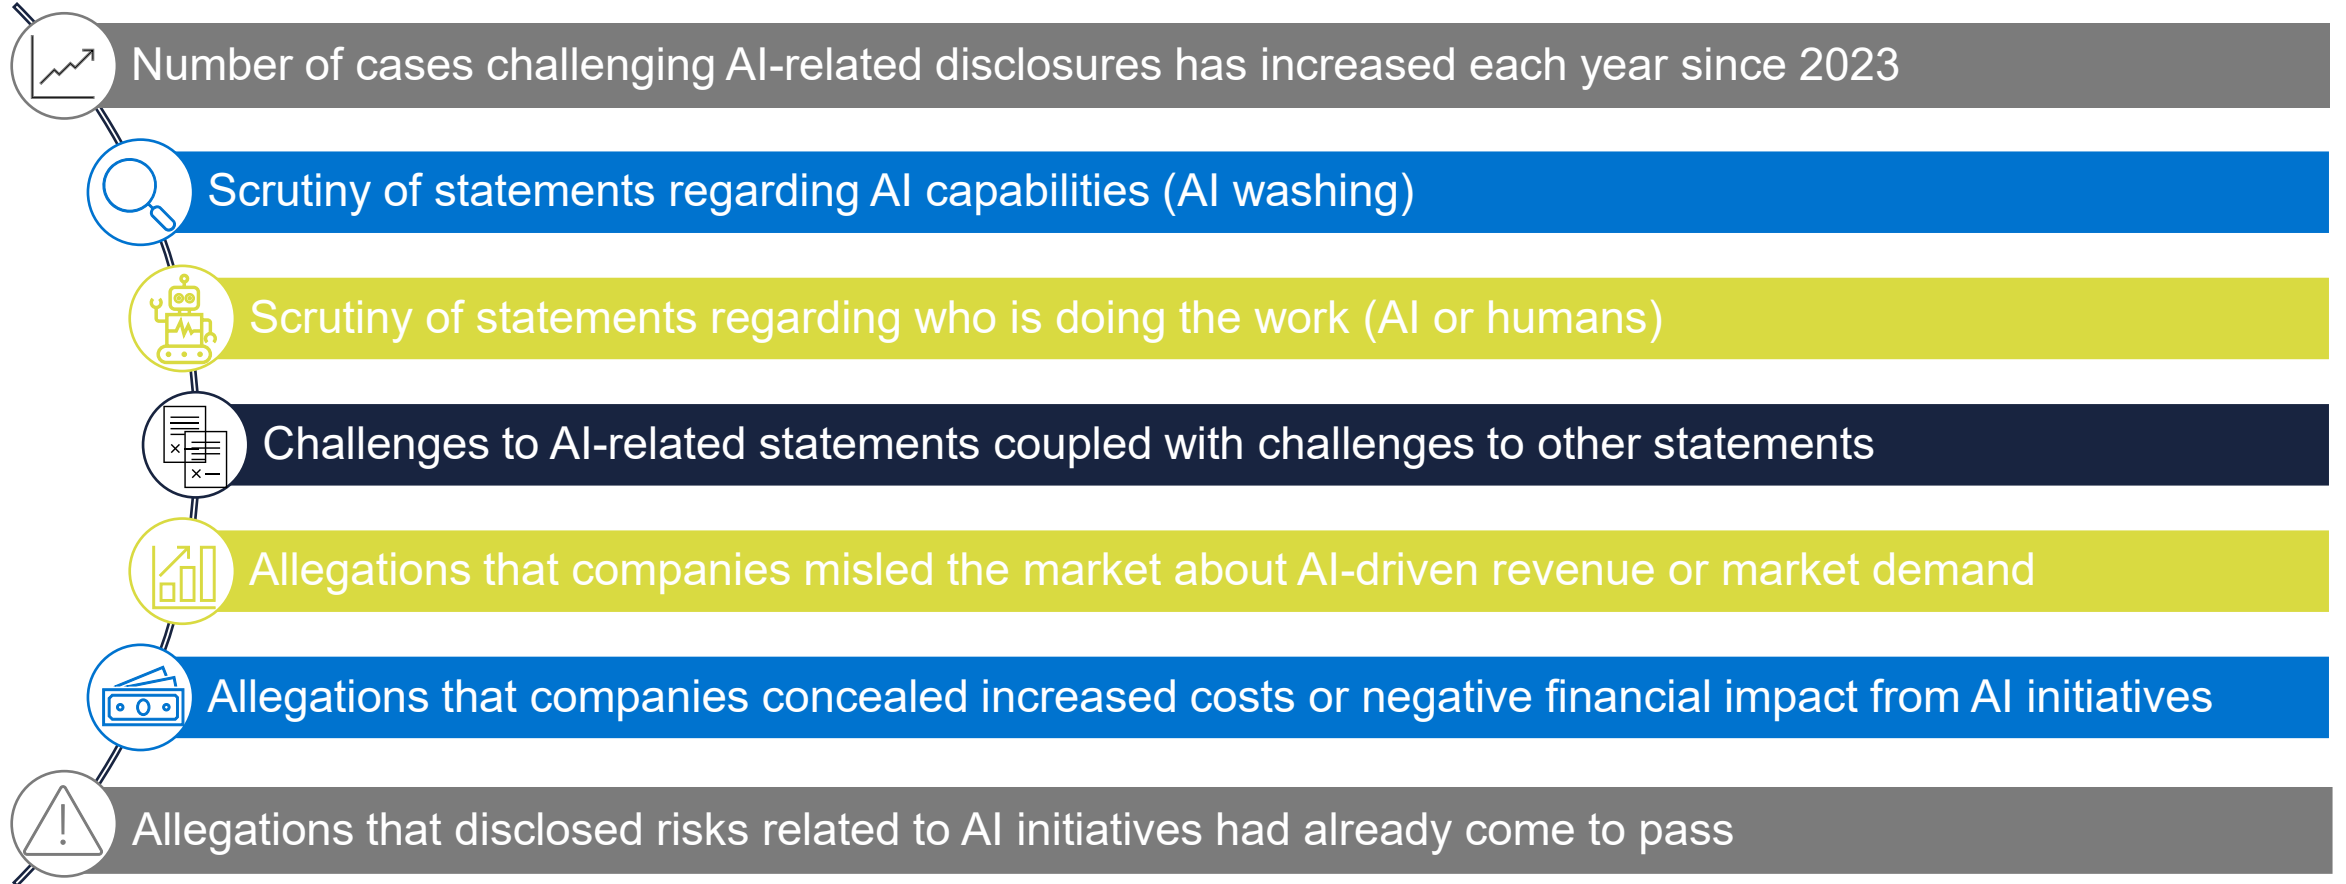 Number of cases challenging AI-related disclosures has increased each year since 2023
Scrutiny of statements regarding AI capabilities (AI washing)
Scrutiny of statements regarding who is doing the work (AI or humans)
Challenges to AI-related statements coupled with challenges to other statements
Allegations that companies misled the market about AI-driven revenue or market demand
Allegations that companies concealed increased costs or negative financial impact from AI initiatives
Allegations that disclosed risks related to AI initiatives had already come to pass